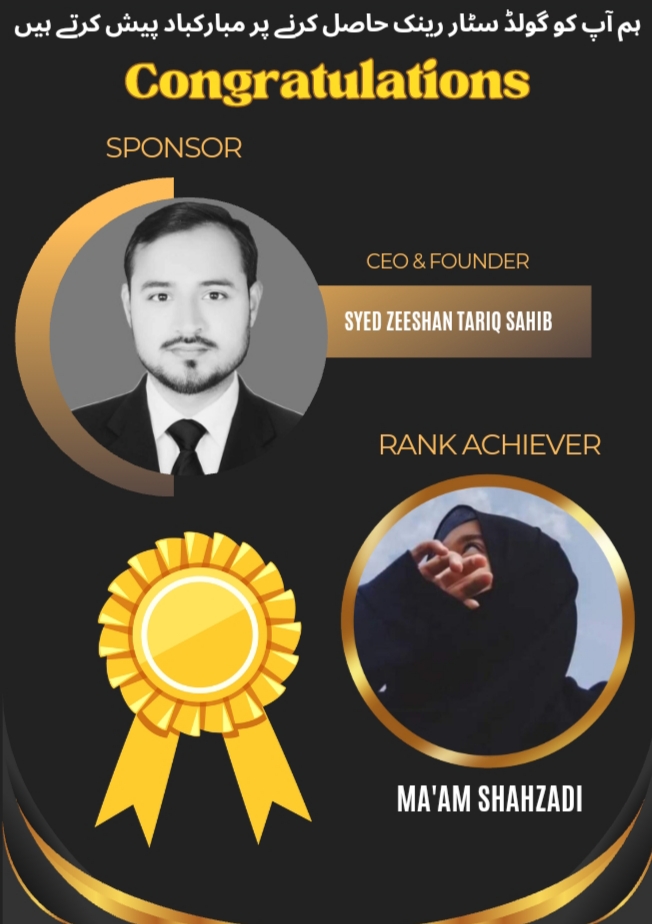 ہم آپ کو گولڈ سٹار رینک حاصل کرنے پر مبارکباد پیش کرتے ہیں
Congratulations
SPONSOR
CEO & FOUNDER
SYED ZEESHAN TARIQ SAHIB
RANK ACHIEVER
MA'AM SHAHZADI